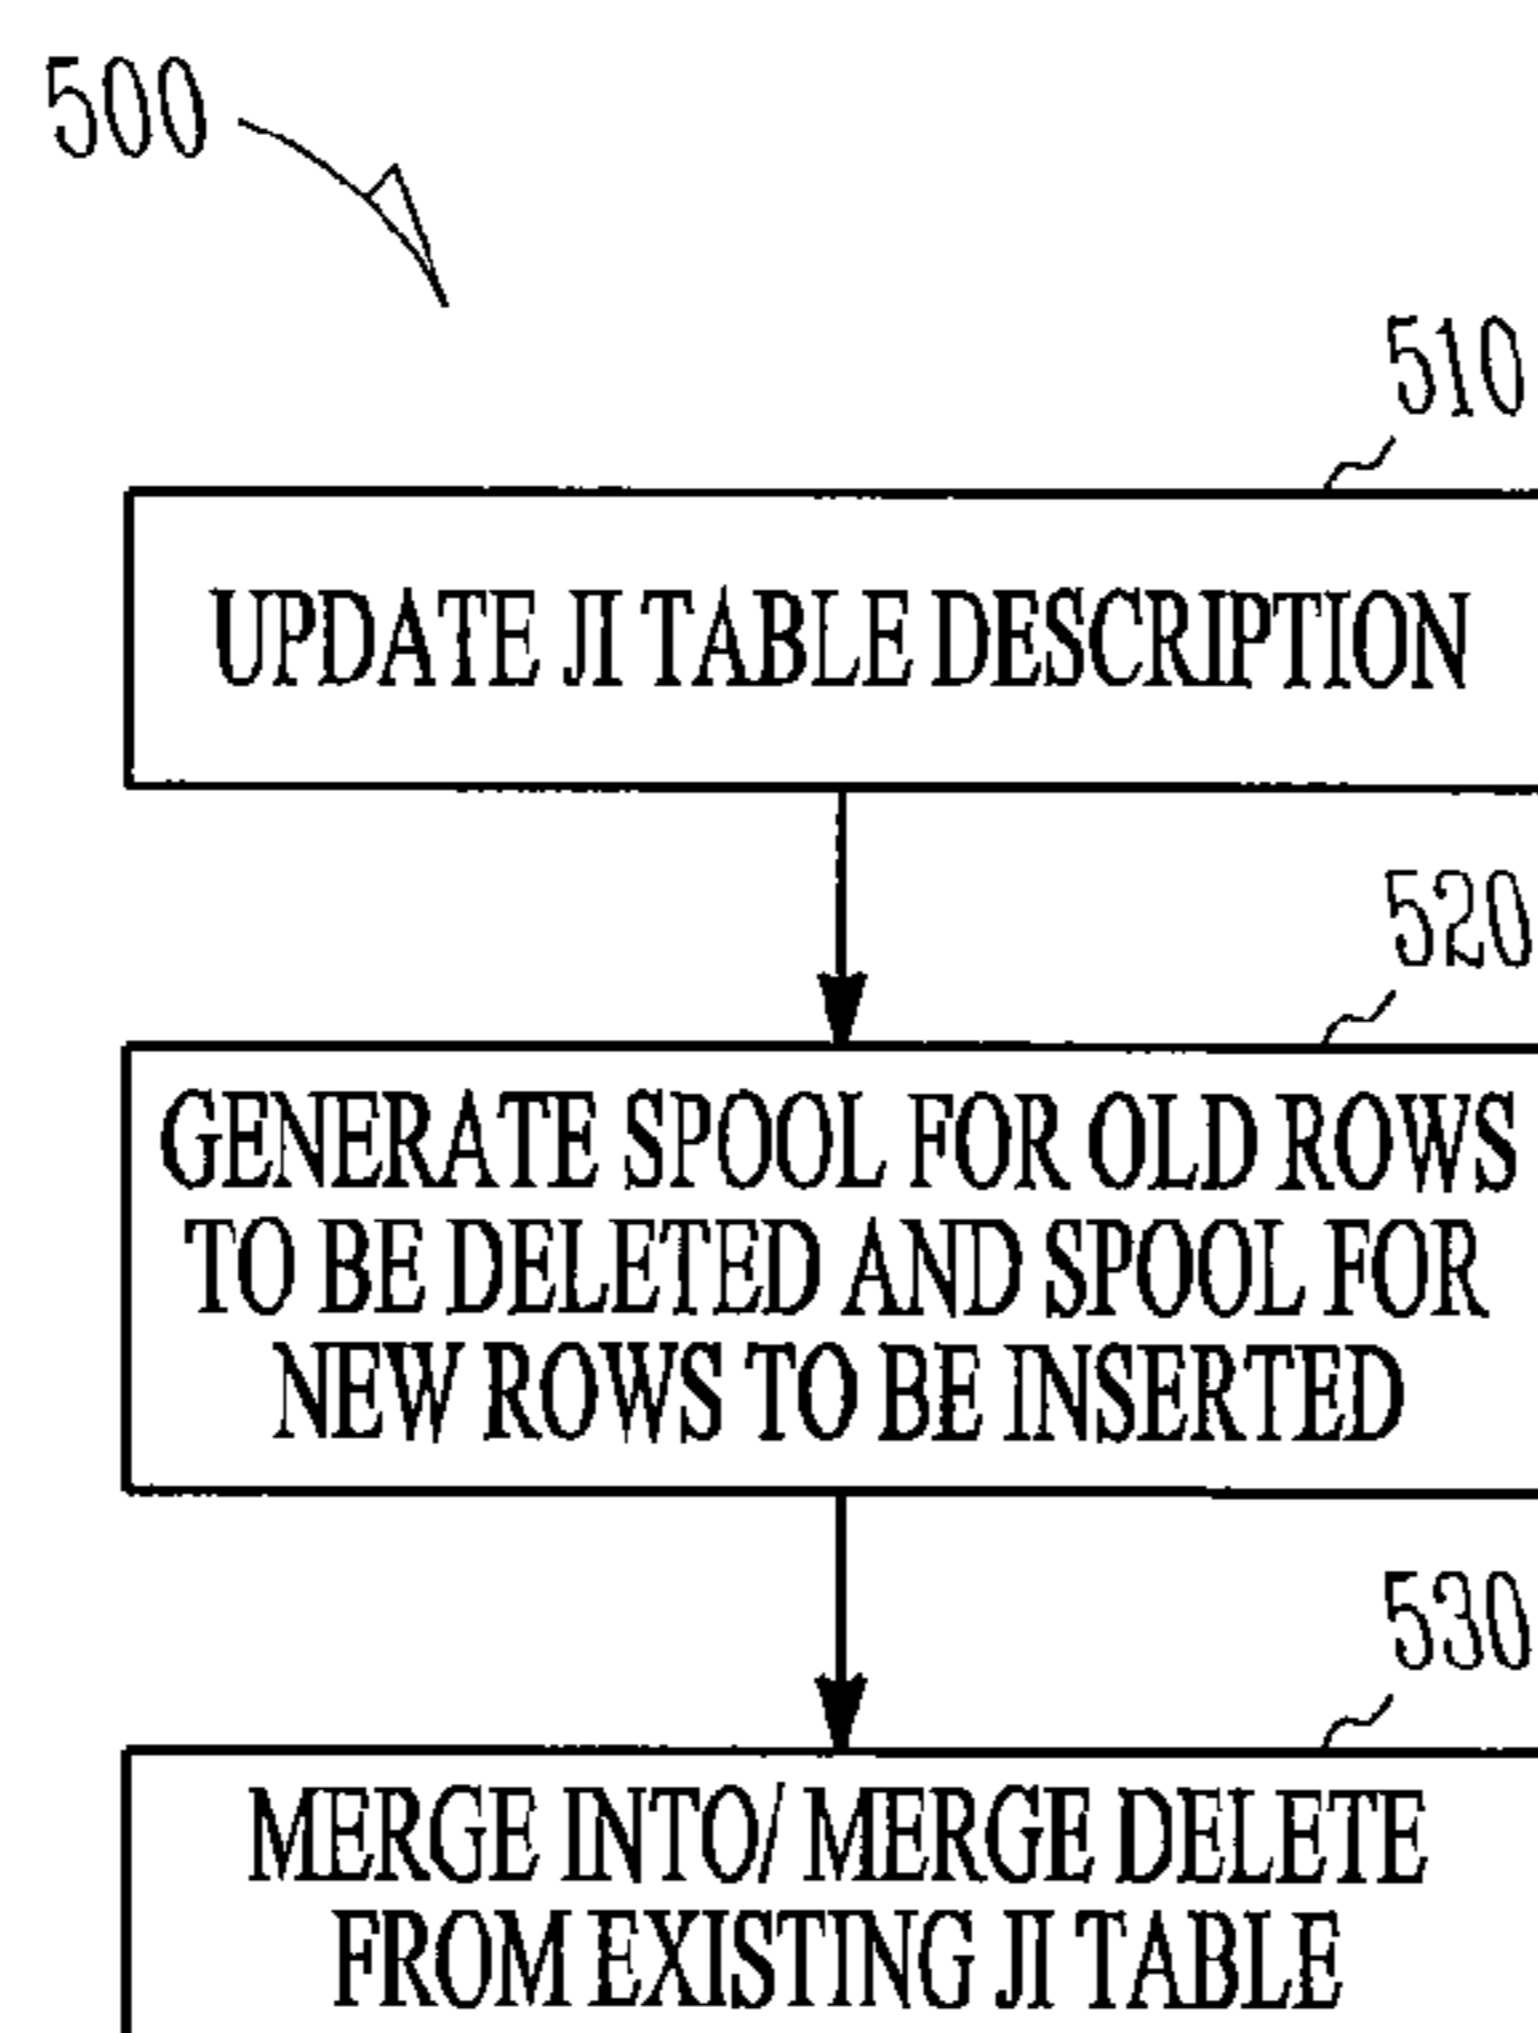 500
510
UPDATE JI TABLE DESCRIPTION
520
GENERATE SPOOL FOR OLD ROWS
TO BE DELETED AND SPOOL FOR
NEW ROWS TO BE INSERTED
530
MERGE INTO/ MERGE DELETE
FROM EXISTING JI TABLE